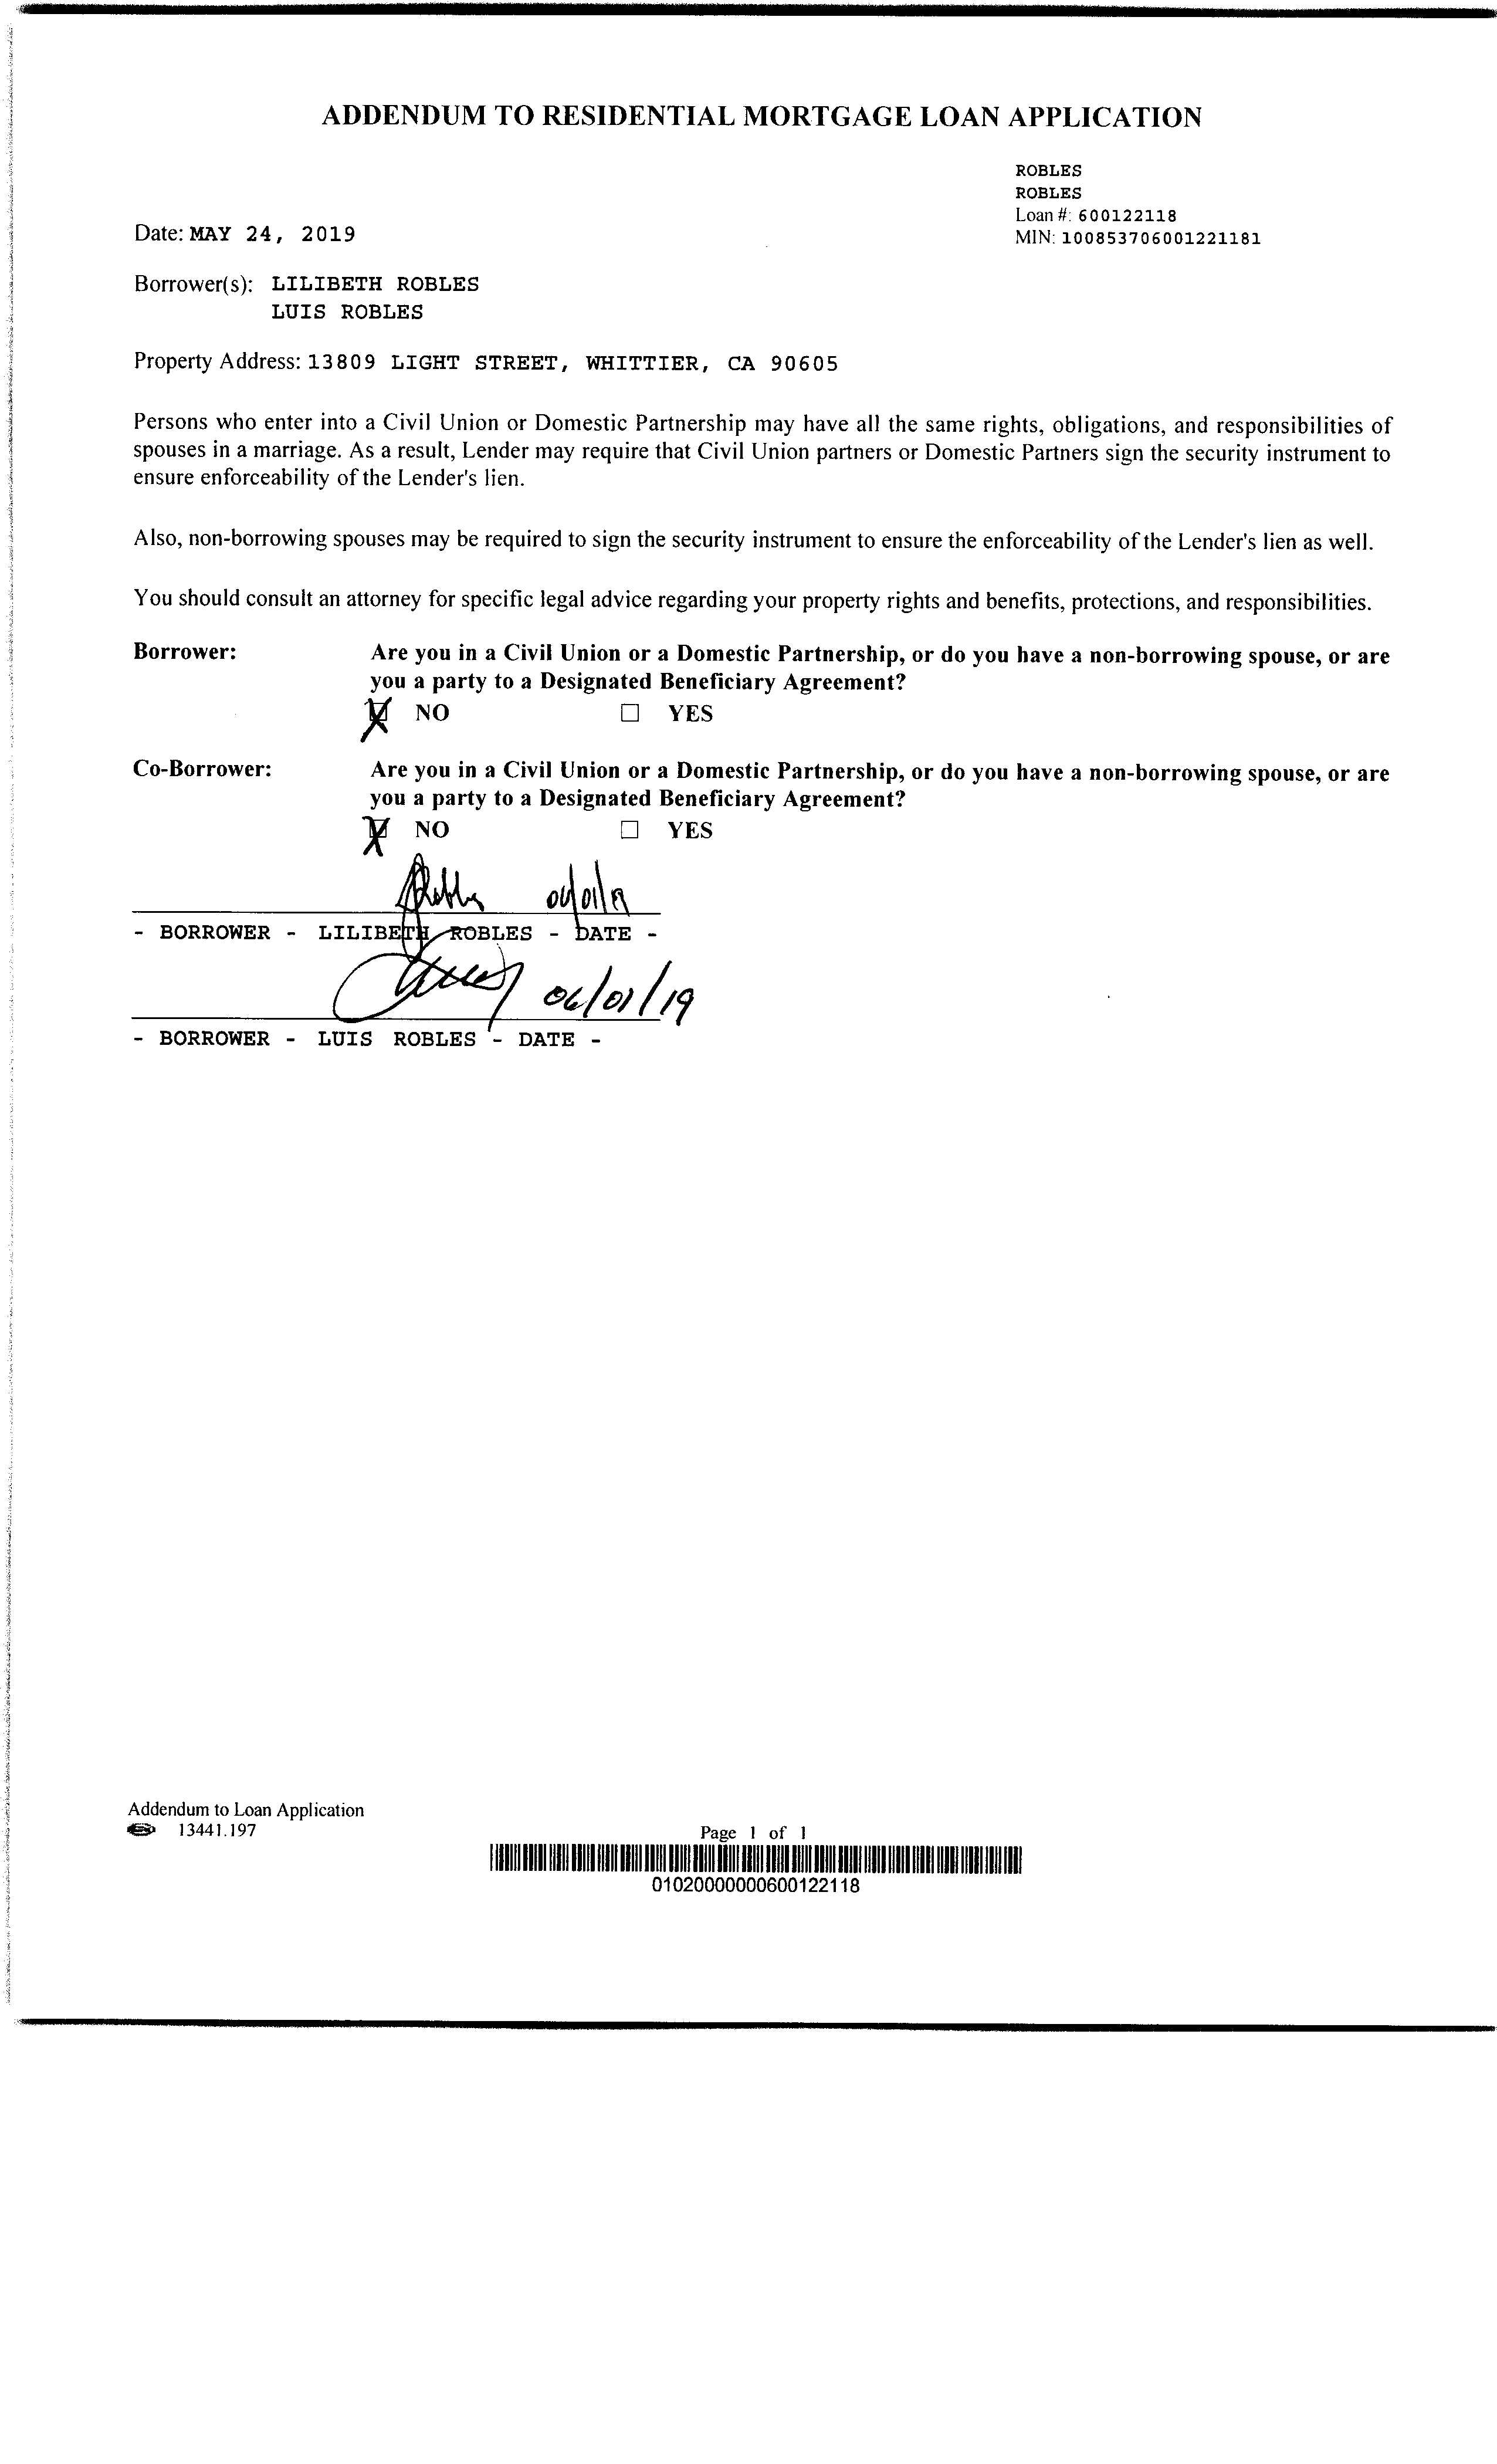 ADDENDUM TO RESIDENTIAL MORTGAGE LOAN APPLICATION
ROBLES
ROBLES
Loan #: 600122118
MIN: 100853706001221181
Date: MAY 24, 2019
Borrower(s): LILIBETH ROBLES
LUIS ROBLES
Property Address: 13809 LIGHT STREET, WHITTIER, CA 90605
Persons who enter into a Civil Union or Domestic Partnership may have all the same rights, obligations, and responsibilities of
spouses in a marriage. As a result, Lender may require that Civil Union partners or Domestic Partners sign the security instrument to
ensure enforceability of the Lender's lien.
Also, non-borrowing spouses may be required to sign the security instrument to ensure the enforceability of the Lender's lien as well.
You should consult an attorney for specific legal advice regarding your property rights and benefits, protections, and responsibilities.
Borrower: Are you in a Civil Union or a Domestic Partnership, or do you have a non-borrowing spouse, or are
you a party to a Designated Beneficiary Agreement?
NO YES
Co-Borrower: Are you in a Civil Union or a Domestic Partnership, or do you have a non-borrowing spouse, or are
you a party to a Designated Beneficiary Agreement?
NO YES
06/01/19
- BORROWER - LILIBETH ROBLES - DATE -
06/01/19
- BORROWER - LUIS ROBLES - DATE -
Addendum to Loan Application
13441.197
Page 1 of 1
01020000000600122118